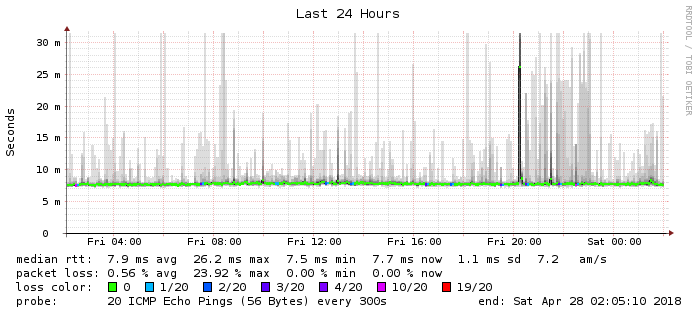 Last 24 Hours
RRDTOOL / TOBI OETIKER
Seconds
30 m
25 m
20 m
15 m
10 m
5 m
0
Fri 04:00 Fri 08:00 Fri 12:00 Fri 16:00 Fri 20:00 Sat 00:00
median rtt: 7.9 ms avg 26.2 ms max 7.5 ms min 7.7 ms now 1.1 ms sd 7.2 am/s
packet loss: 0.56 % avg 23.92 % max 0.00 % min 0.00 % now
loss color: 0 1/20 2/20 3/20 4/20 10/20 19/20
probe: 20 ICMP Echo Pings (56 Bytes) every 300s end: Sat Apr 28 02:05:10 2018